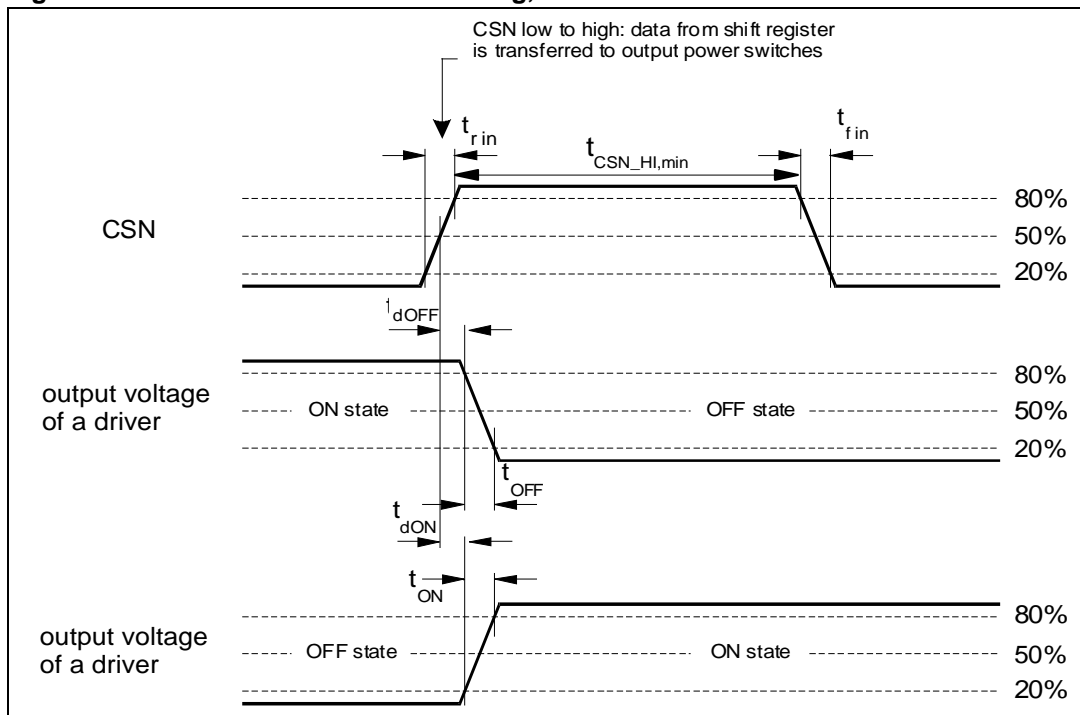 CSN low to high: data from shift register
is transferred to output power switches
t r in
t CSN_HI,min
t f in
CSN
80%
50%
20%
t dOFF
output voltage
of a driver
ON state
OFF state
80%
50%
20%
t OFF
t dON
t ON
output voltage
of a driver
OFF state
ON state
80%
50%
20%